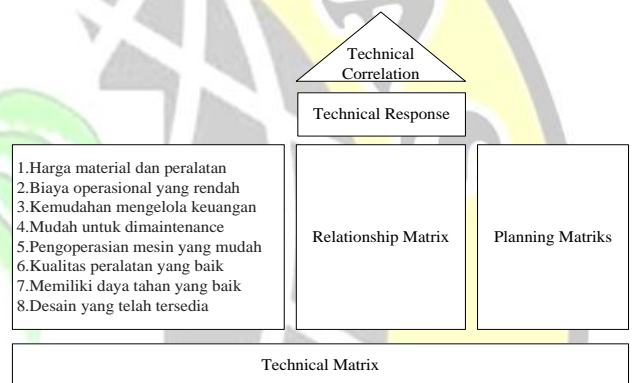 Technical
Correlation
Technical Response
1.Harga material dan peralatan
2.Biaya operasional yang rendah
3.Kemudahan mengelola keuangan
4.Mudah untuk dimaintenance
5.Pengoperasian mesin yang mudah
6.Kualitas peralatan yang baik
7.Memiliki daya tahan yang baik
8.Desain yang telah tersedia
Relationship Matrix
Planning Matriks
Technical Matrix